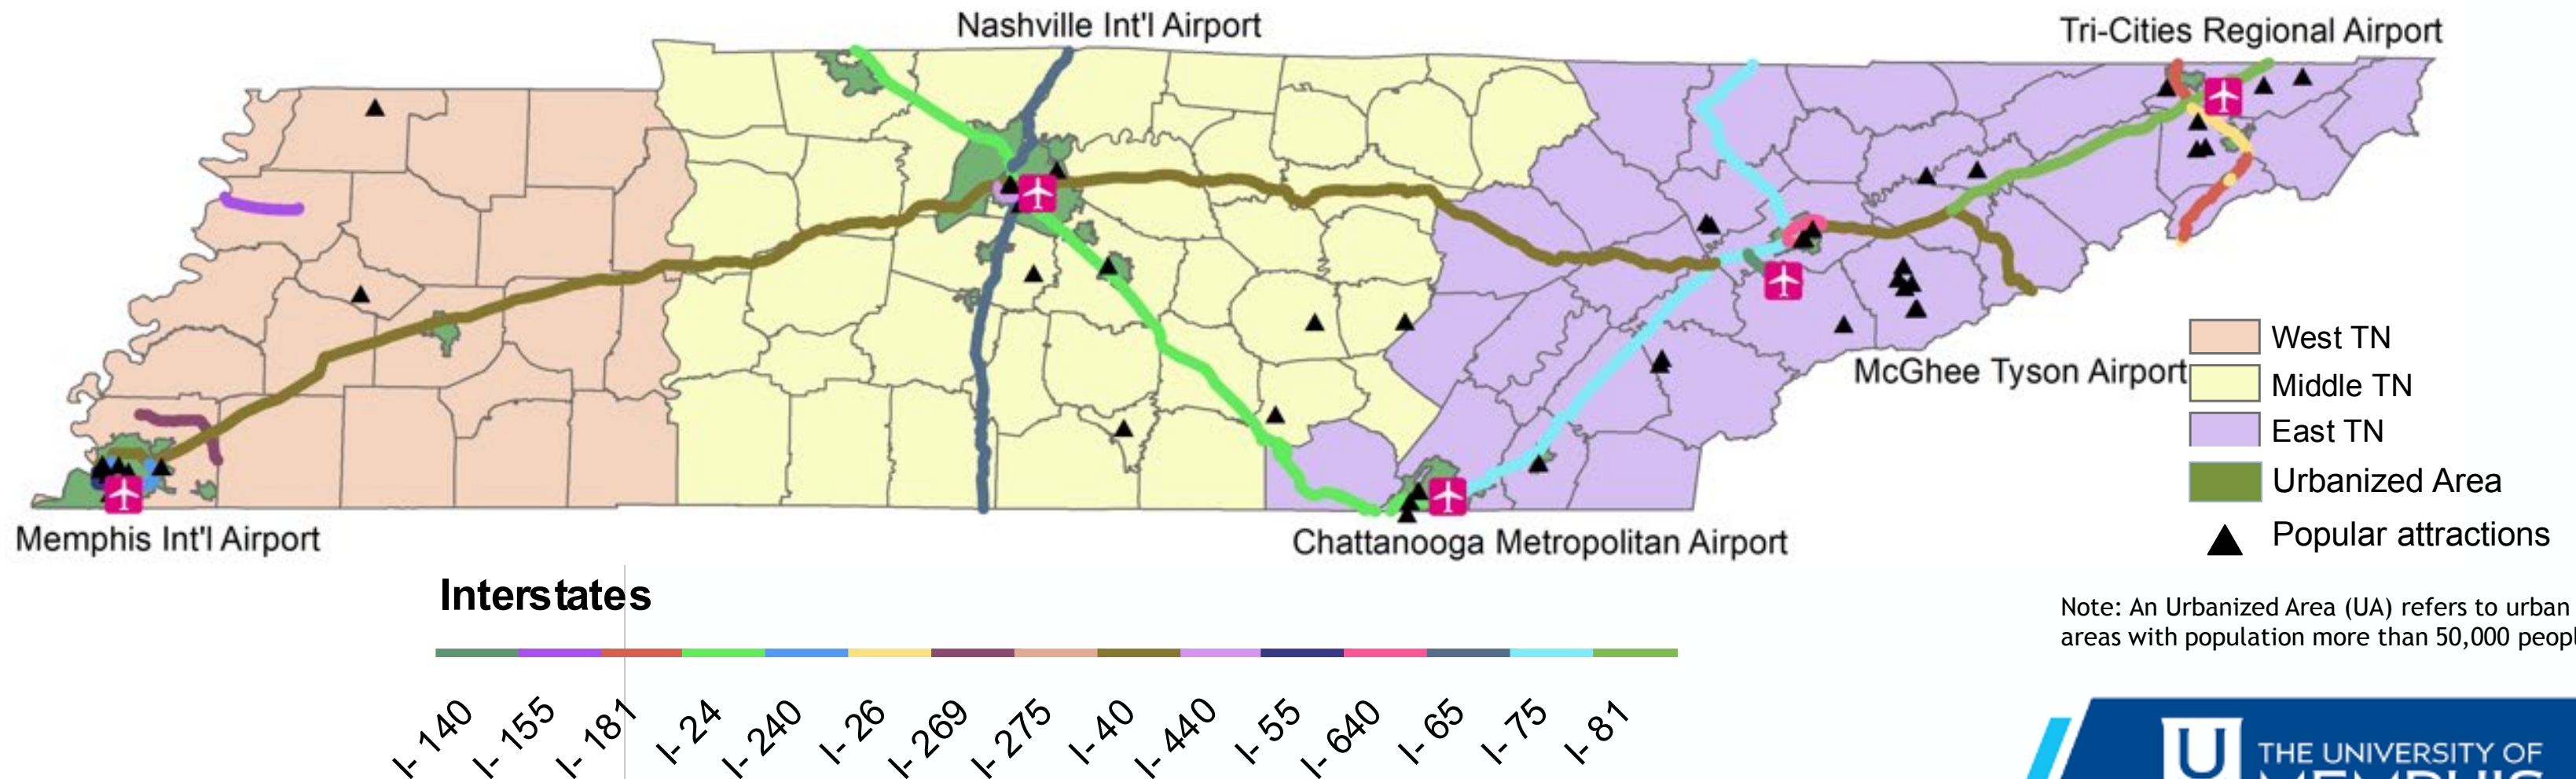 Nashville Int'l Airport
Tri-Cities Regional Airport
McGhee Tyson Airport
Memphis Int'l Airport
Chattanooga Metropolitan Airport
West TN
Middle TN
East TN
Urbanized Area
Popular attractions
Interstates
I- 140
I- 155
I- 181
I- 24
I- 240
I- 26
I- 269
I- 275
I- 40
I- 440
I- 55
I- 640
I- 65
I- 75
I- 81
Note: An Urbanized Area (UA) refers to urban
areas with population more than 50,000 peopl
U
THE UNIVERSITY OF
MEMPHIS